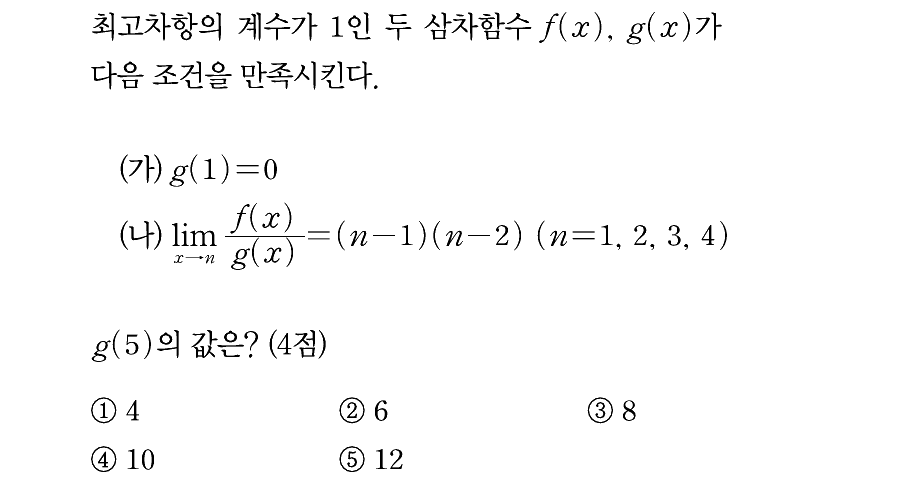 최고차항의 계수가 1인 두 삼차함수 f(x), g(x)가
다음 조건을 만족시킨다.
(가) g(1)=0
(나) lim_{x→n} f(x)/g(x)=(n-1)(n-2) (n=1, 2, 3, 4)
g(5)의 값은? (4점)
① 4 ② 6 ③ 8
④ 10 ⑤ 12